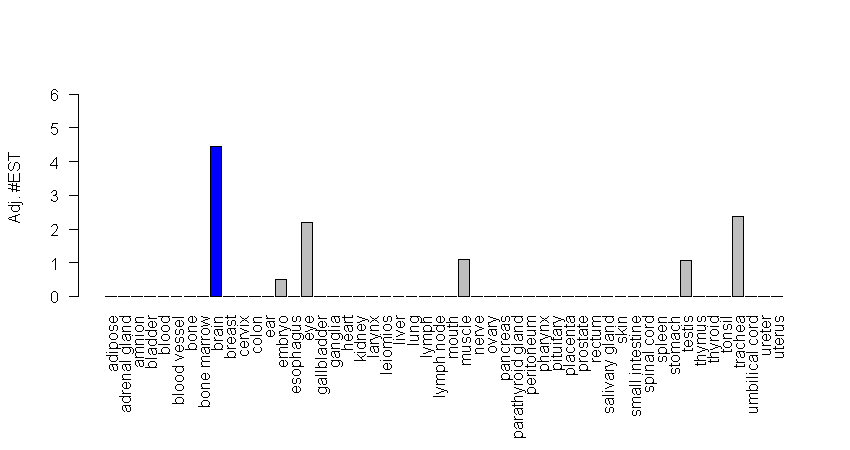 Adj. #EST
6
5
4
3
2
1
0
adipose
adrenal gland
amnion
bladder
blood
blood vessel
bone
bone marrow
brain
breast
cervix
colon
ear
embryo
esophagus
eye
gallbladder
ganglia
heart
kidney
larynx
leiomios
liver
lung
lymph
lymph node
mouth
muscle
nerve
ovary
pancreas
parathyroid gland
peritoneum
pharynx
pituitary
placenta
prostate
rectum
salivary gland
skin
small intestine
spinal cord
spleen
stomach
testis
thymus
thyroid
tonsil
trachea
umbilical cord
ureter
uterus